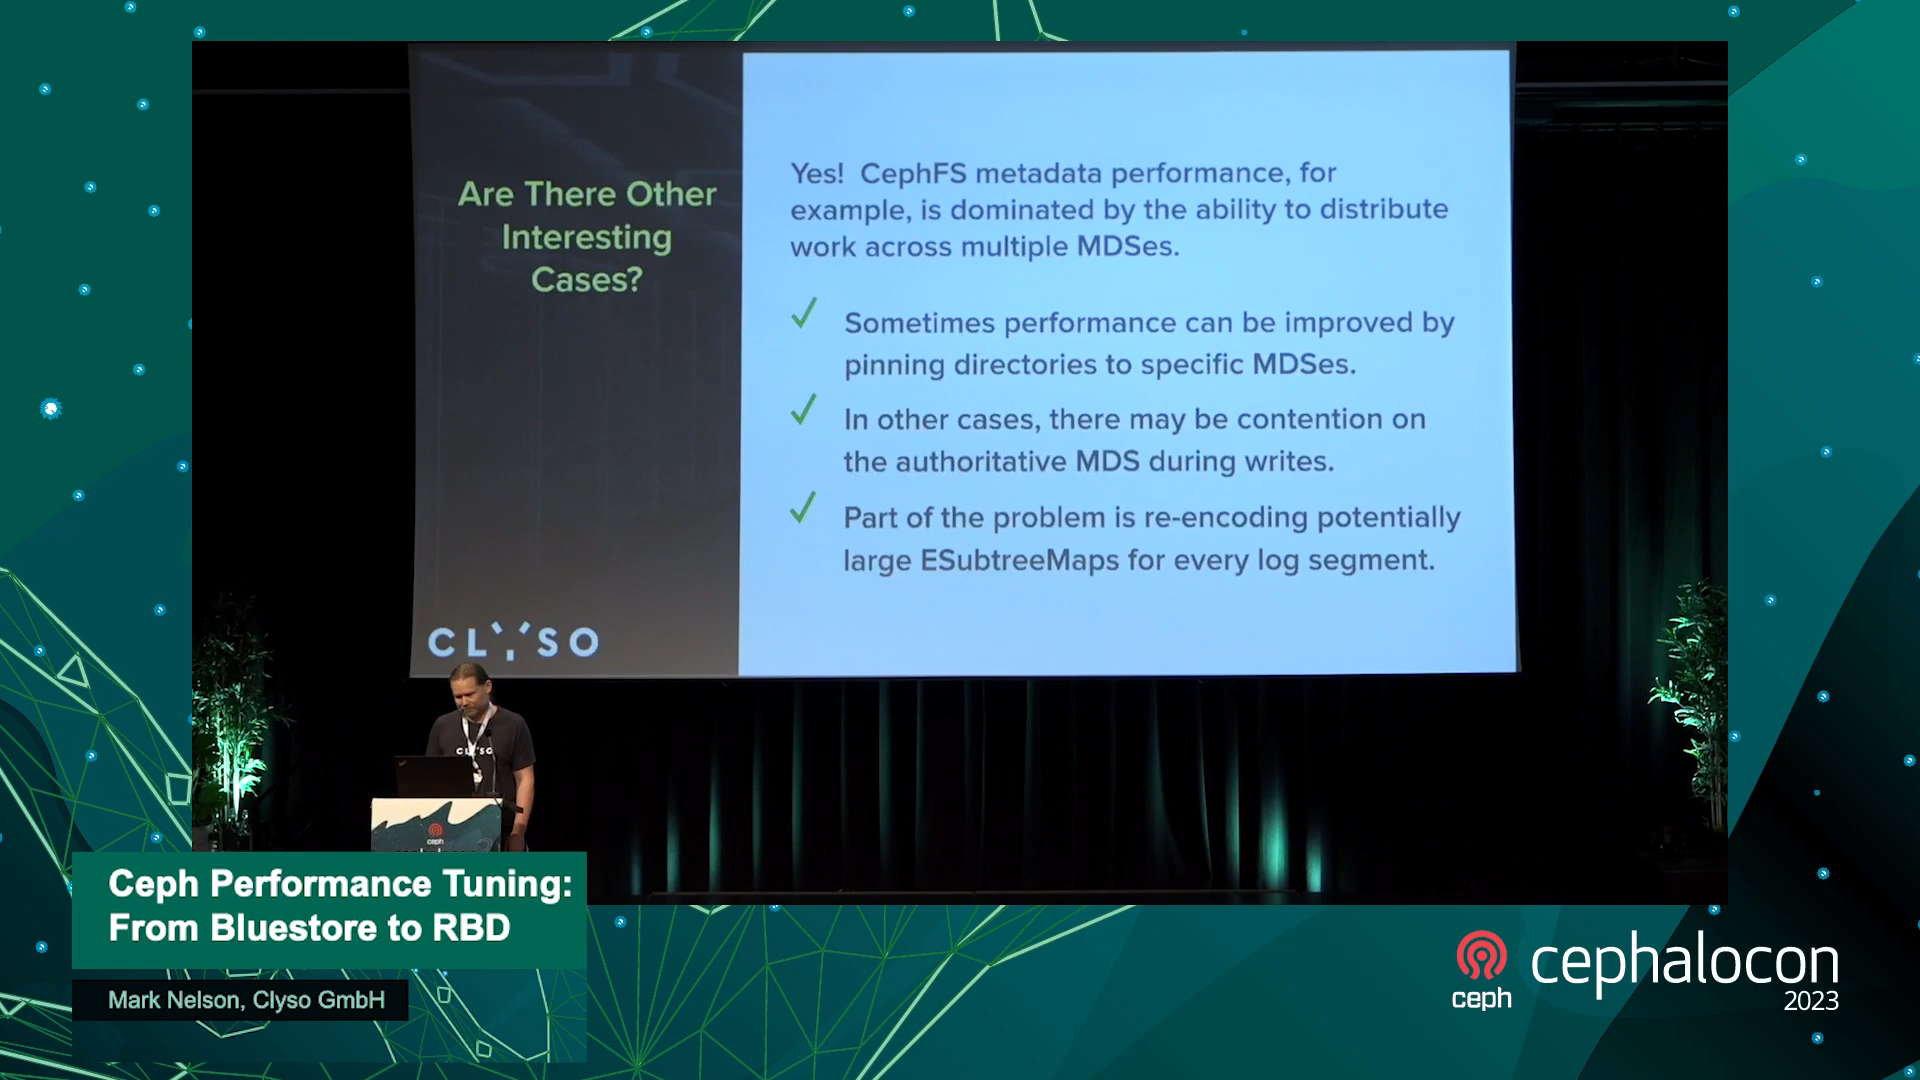 Are There Other
Interesting
Cases?
Yes! CephFS metadata performance, for
example, is dominated by the ability to distribute
work across multiple MDSes.
✓ Sometimes performance can be improved by
pinning directories to specific MDSes.
✓ In other cases, there may be contention on
the authoritative MDS during writes.
✓ Part of the problem is re-encoding potentially
large ESubtreeMaps for every log segment.
CLYSO
CLYSO
ceph
Ceph Performance Tuning:
From Bluestore to RBD
Mark Nelson, Clyso GmbH
ceph
cephalocon
2023